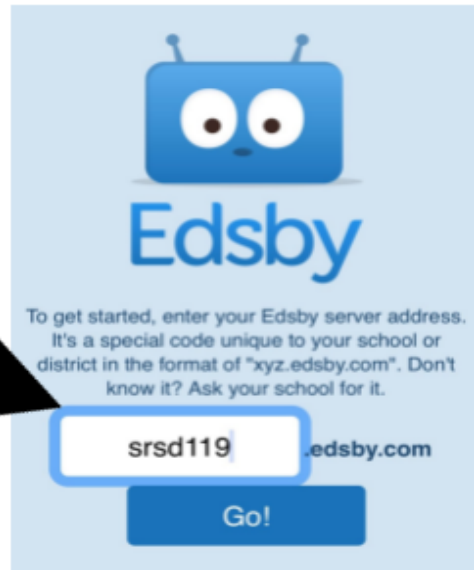 Edsby
To get started, enter your Edsby server address.
It's a special code unique to your school or
district in the format of "xyz.edsby.com". Don't
know it? Ask your school for it.
srsd119 .edsby.com
Go!